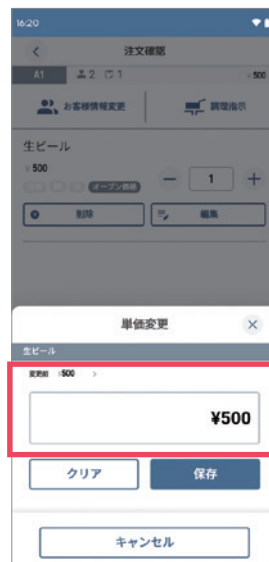 16:20
注文確認
A1 2 1 500
お客様情報変更 調理指示
生ビール
500
オープン価格
1
削除 編集
単価変更
生ビール
変更前 ¥500 >
¥500
クリア 保存
キャンセル